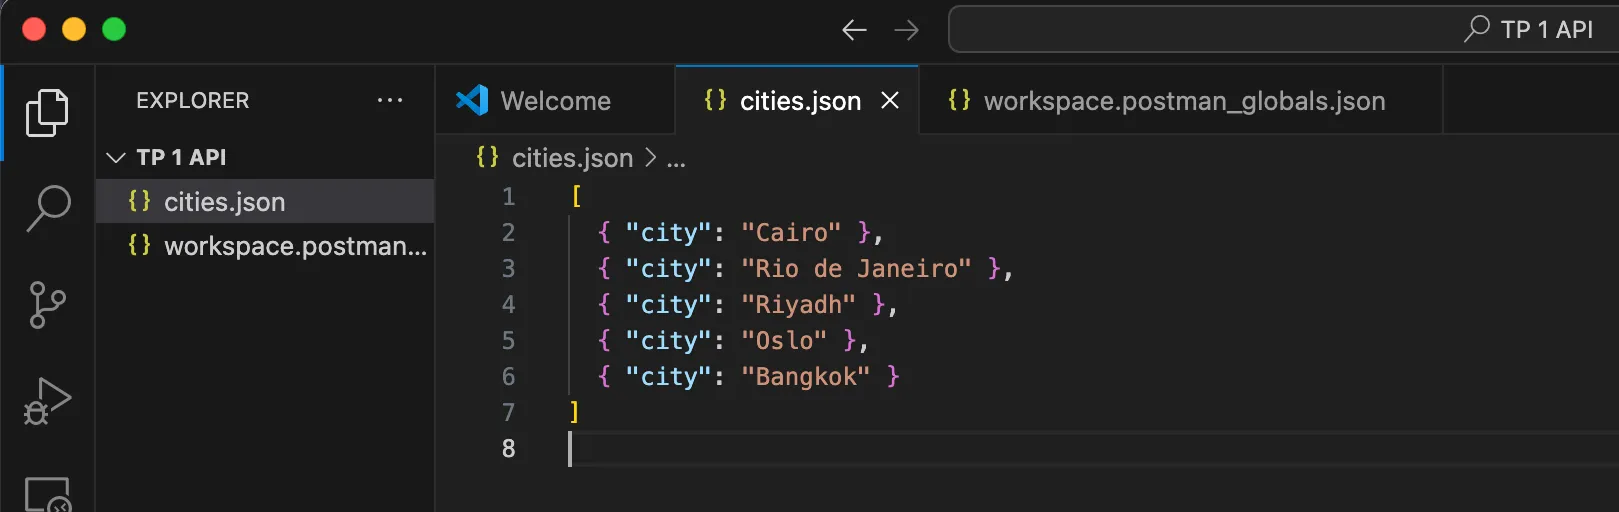 TP 1 API
EXPLORER ...
TP 1 API
{} cities.json
{} workspace.postman...
Welcome
{} cities.json
{} workspace.postman_globals.json
{} cities.json > ...
1 [
2 { "city": "Cairo" },
3 { "city": "Rio de Janeiro" },
4 { "city": "Riyadh" },
5 { "city": "Oslo" },
6 { "city": "Bangkok" }
7 ]
8